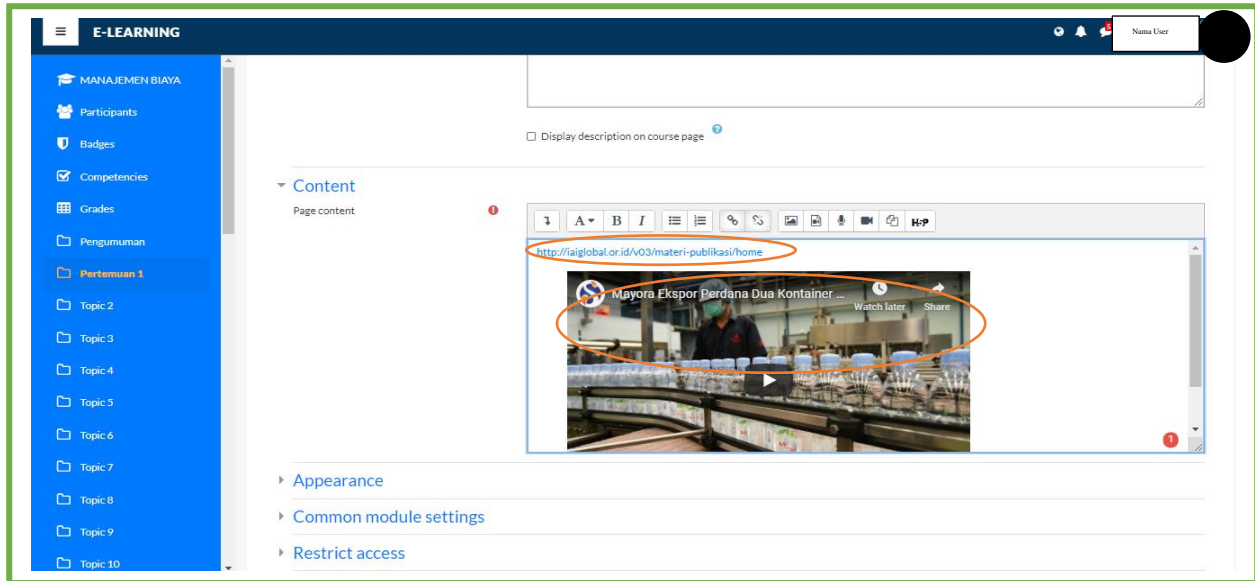 E-LEARNING
5
Nama User
MANAJEMEN BIAYA
Participants
Badges
Competencies
Grades
Pengumuman
Pertemuan 1
Topic 2
Topic 3
Topic 4
Topic 5
Topic 6
Topic 7
Topic 8
Topic 9
Topic 10
Display description on course page
Content
Page content
A B I
H5P
http://iaiglobal.or.id/v03/materi-publikasi/home
Mayora Ekspor Perdana Dua Kontainer ...
Watch later
Share
1
Appearance
Common module settings
Restrict access